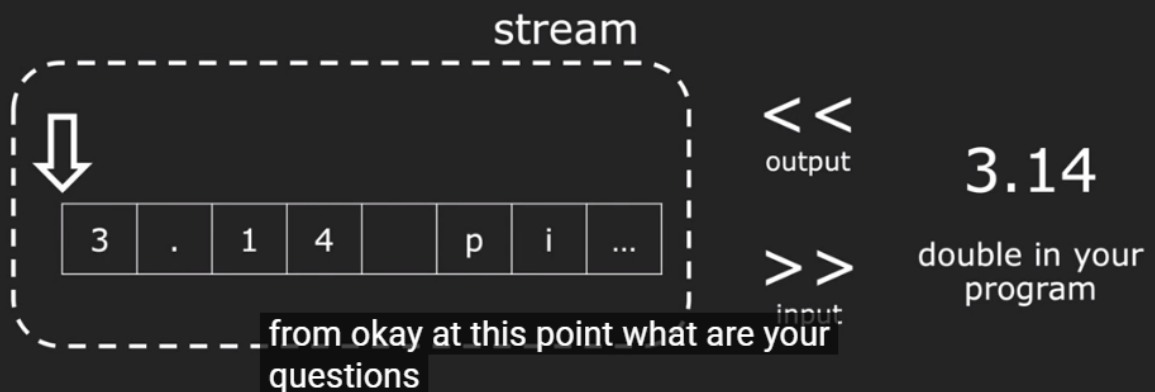 stream
<<
output
3.14
3 . 1 4 p i ...
double in your
program
>>
input
from okay at this point what are your
questions